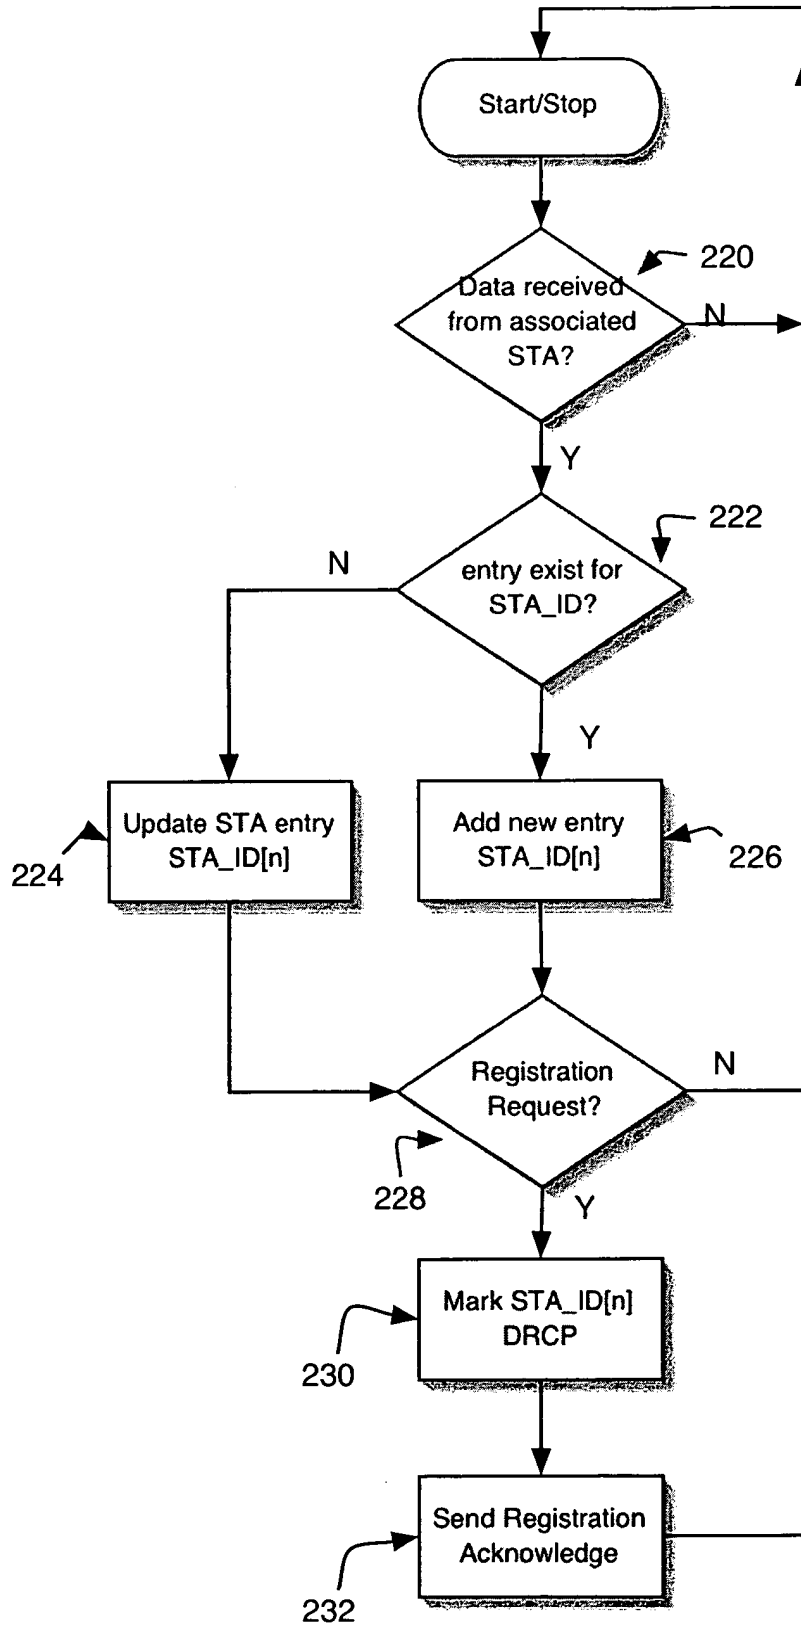 Start/Stop
220
Data received
from associated
STA?
N
Y
222
N
entry exist for
STA_ID?
Y
Update STA entry
STA_ID[n]
224
Add new entry
STA_ID[n]
226
Registration
Request?
N
228
Y
Mark STA_ID[n]
DRCP
230
Send Registration
Acknowledge
232